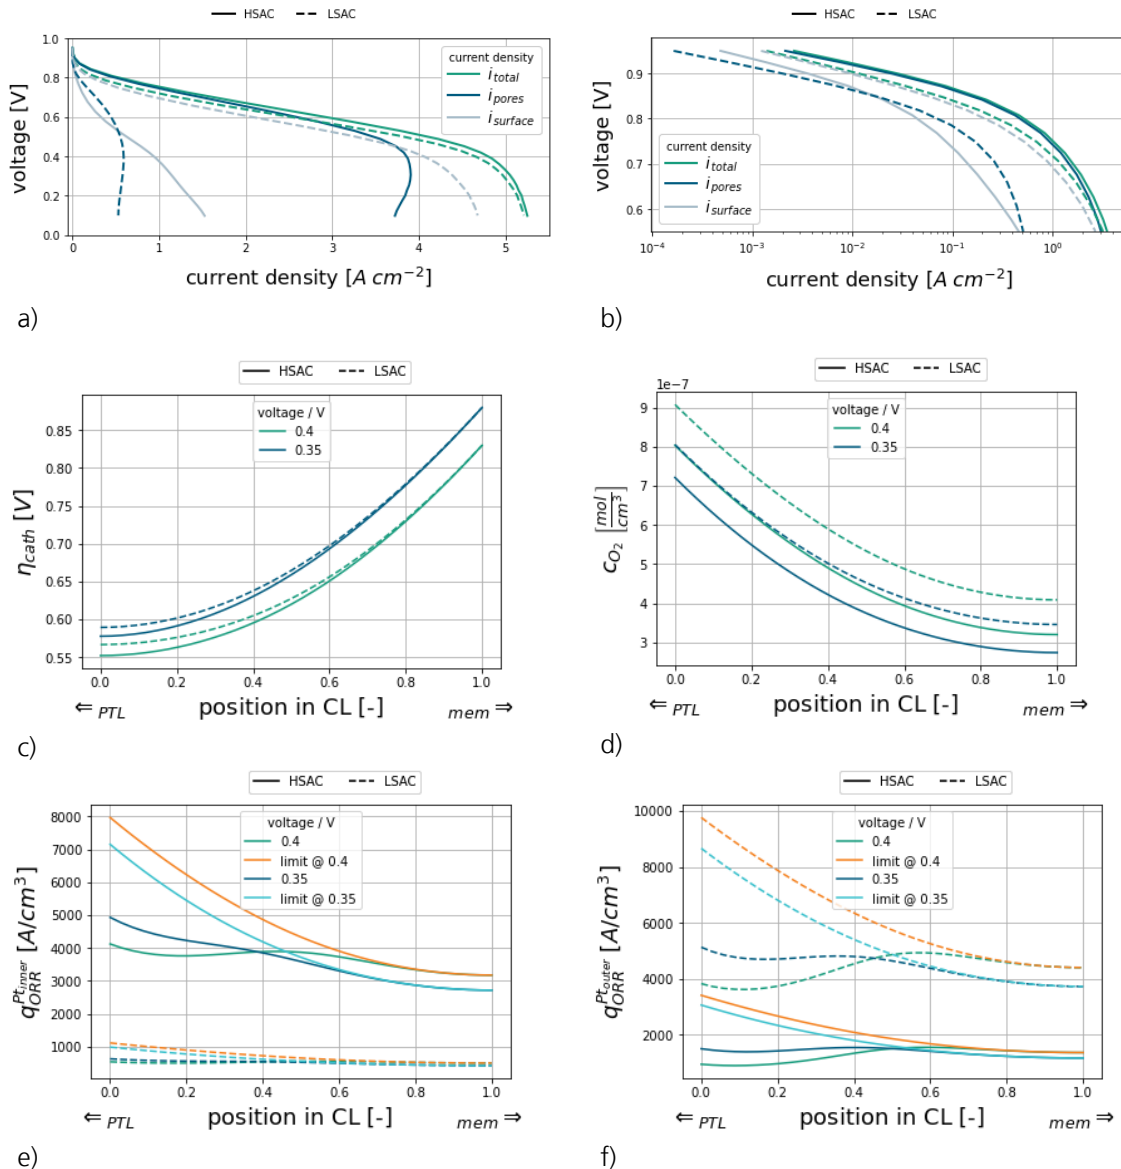 HSAC LSAC
1.0
0.8
0.6
0.4
0.2
0.0
voltage [V]
current density
i_total
i_pores
i_surface
0 1 2 3 4 5
current density [A cm⁻²]
a)
HSAC LSAC
0.9
0.8
0.7
0.6
voltage [V]
current density
i_total
i_pores
i_surface
10⁻⁴ 10⁻³ 10⁻² 10⁻¹ 10⁰
current density [A cm⁻²]
b)
HSAC LSAC
0.85
0.80
0.75
0.70
0.65
0.60
0.55
η_cath [V]
voltage / V
0.4
0.35
0.0 0.2 0.4 0.6 0.8 1.0
⇐ PTL position in CL [-] mem ⇒
c)
HSAC LSAC
1e−7
9
8
7
6
5
4
3
c_O₂ [mol/cm³]
voltage / V
0.4
0.35
0.0 0.2 0.4 0.6 0.8 1.0
⇐ PTL position in CL [-] mem ⇒
d)
HSAC LSAC
8000
7000
6000
5000
4000
3000
2000
1000
q_ORR^Pt_inner [A/cm³]
voltage / V
0.4
limit @ 0.4
0.35
limit @ 0.35
0.0 0.2 0.4 0.6 0.8 1.0
⇐ PTL position in CL [-] mem ⇒
e)
HSAC LSAC
10000
8000
6000
4000
2000
q_ORR^Pt_outer [A/cm³]
voltage / V
0.4
limit @ 0.4
0.35
limit @ 0.35
0.0 0.2 0.4 0.6 0.8 1.0
⇐ PTL position in CL [-] mem ⇒
f)